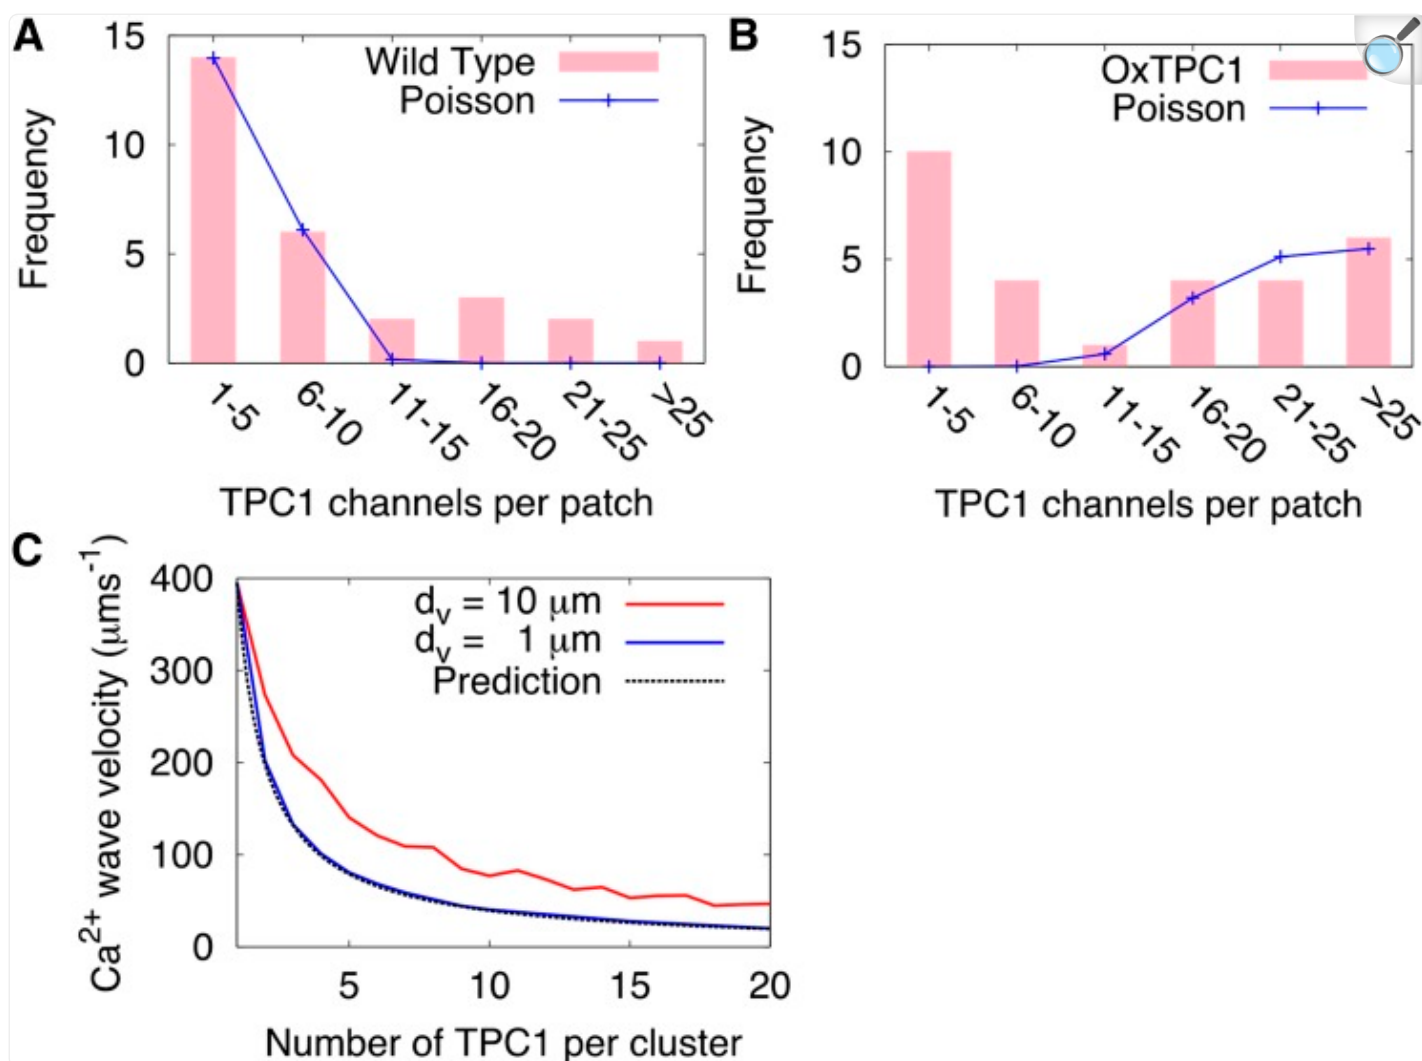 A
15
10
5
0
Frequency
Wild Type
Poisson
1-5
6-10
11-15
16-20
21-25
>25
TPC1 channels per patch
B
15
10
5
0
Frequency
OxTPC1
Poisson
1-5
6-10
11-15
16-20
21-25
>25
TPC1 channels per patch
C
400
300
200
100
0
Ca²⁺ wave velocity (μms⁻¹)
dᵥ = 10 μm
dᵥ = 1 μm
Prediction
5
10
15
20
Number of TPC1 per cluster